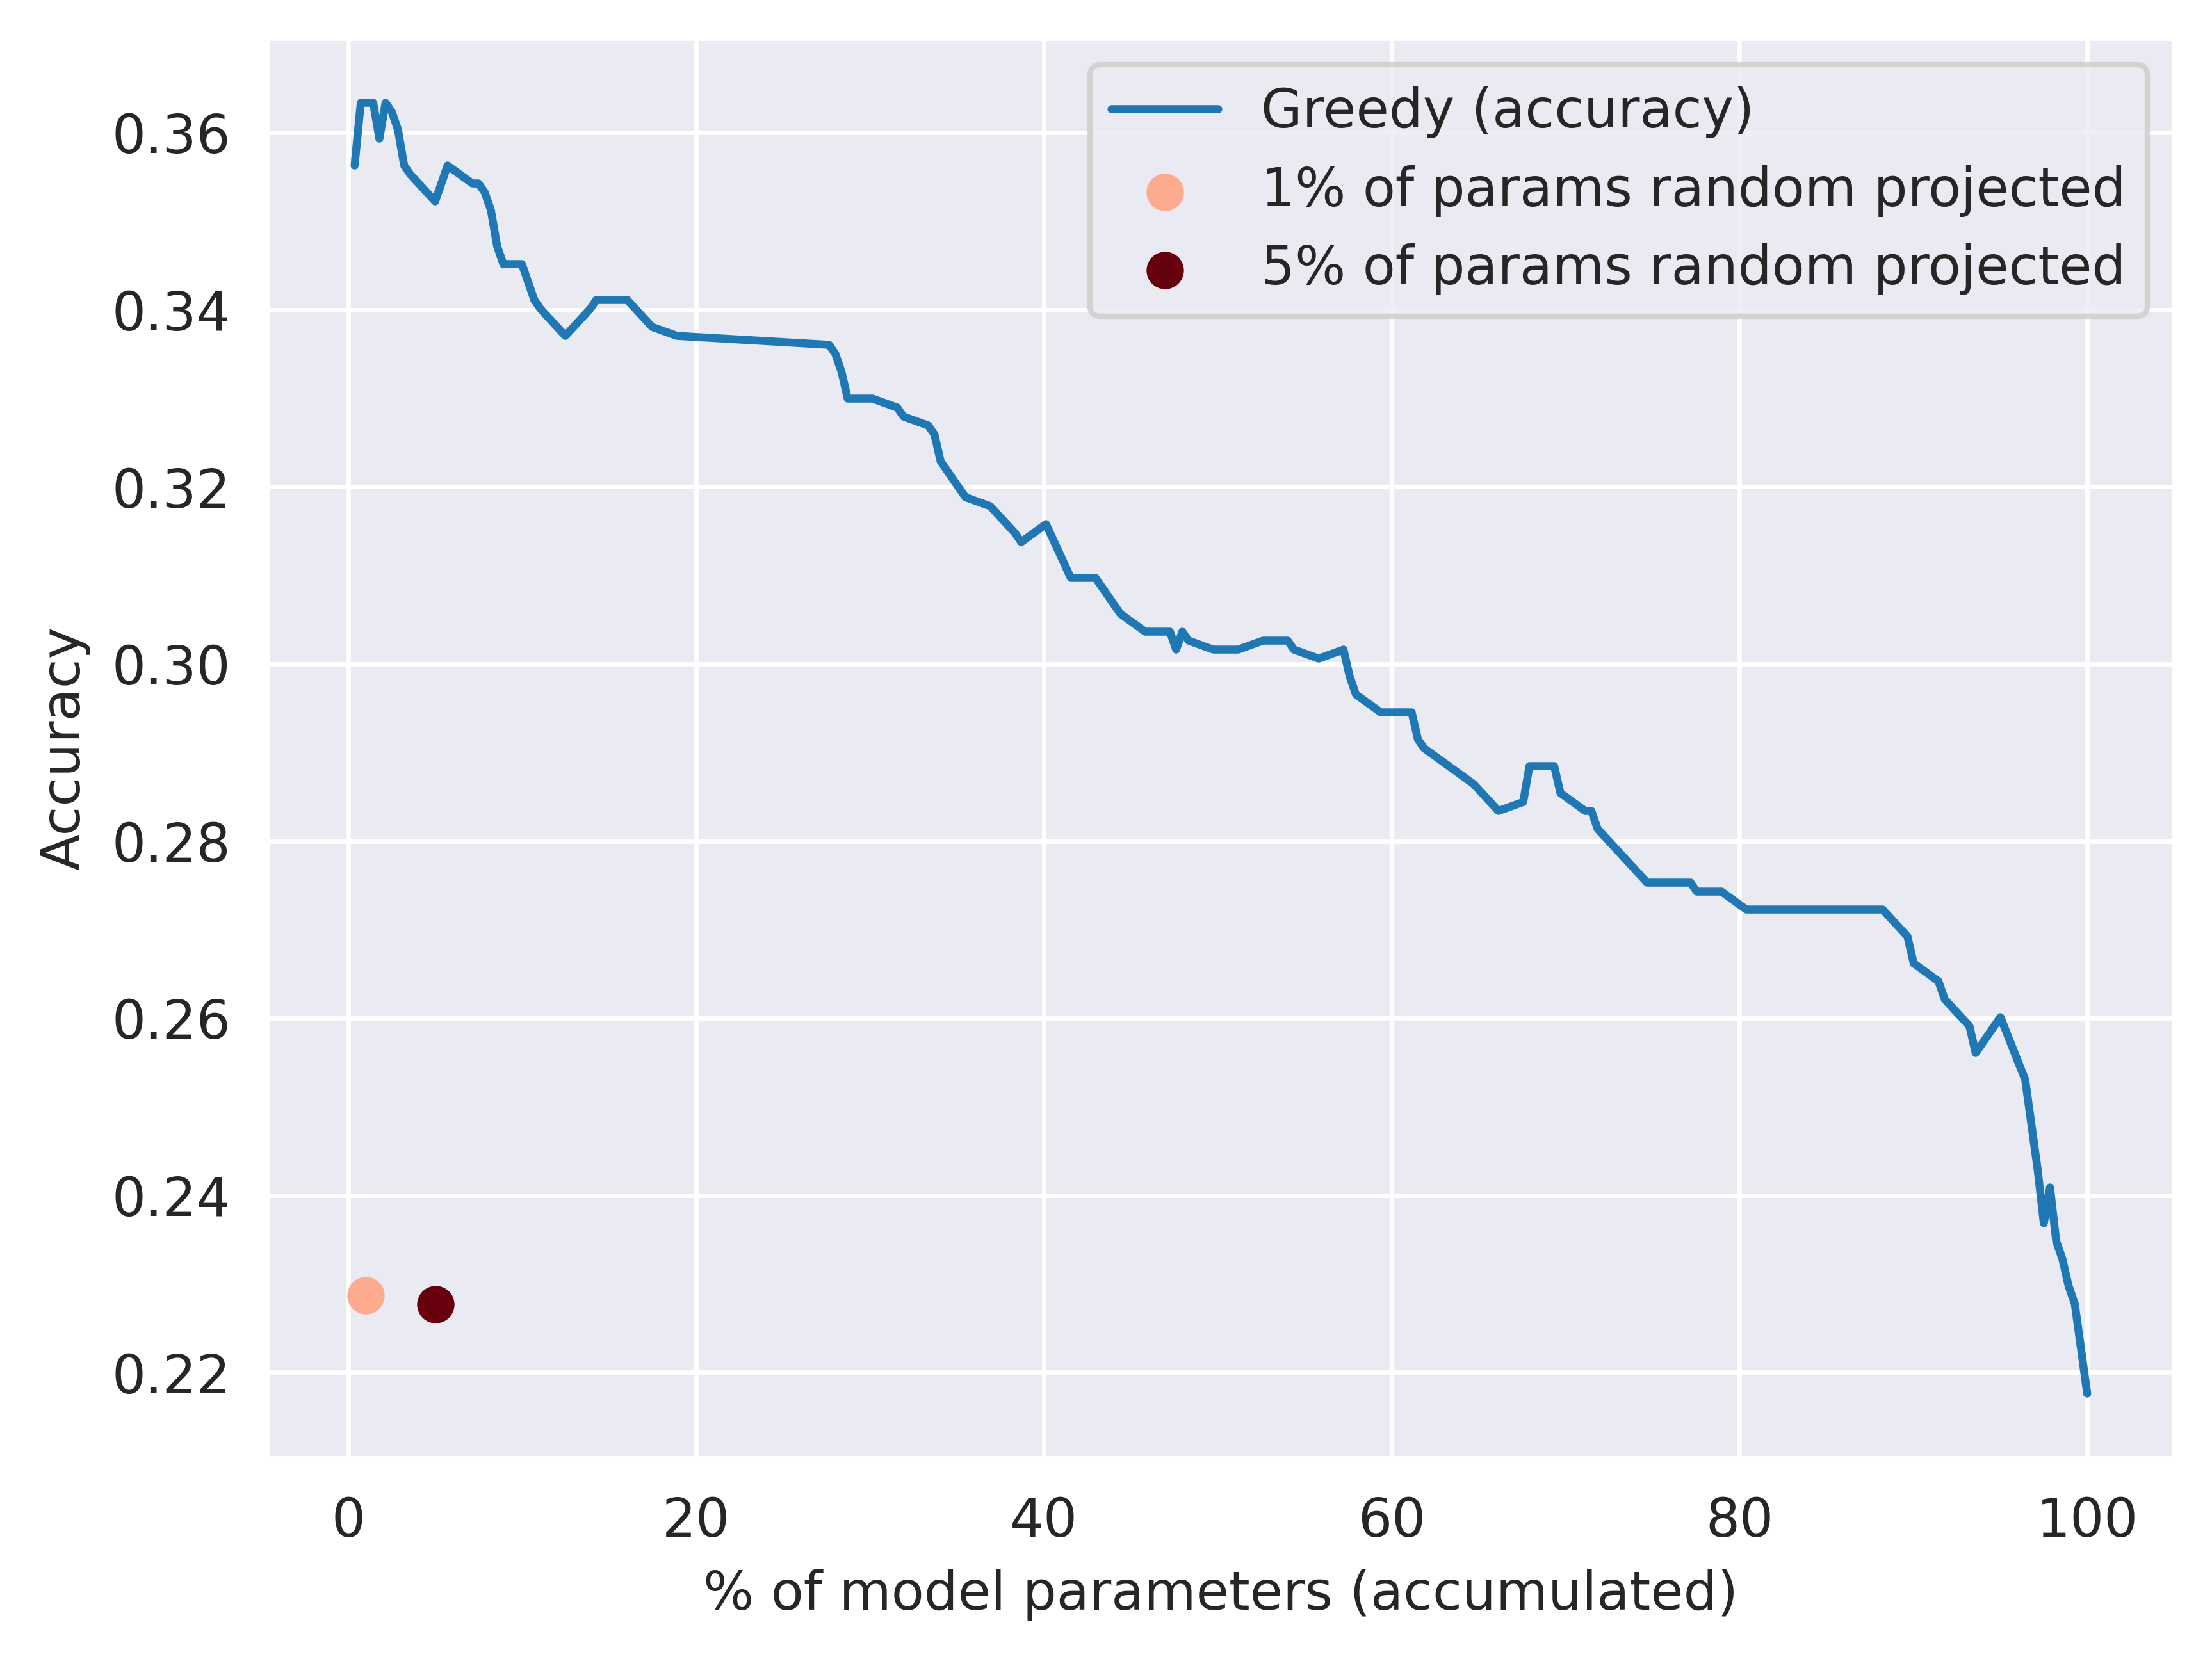 Greedy (accuracy)
1% of params random projected
5% of params random projected
0.36
0.34
0.32
0.30
0.28
0.26
0.24
0.22
Accuracy
0 20 40 60 80 100
% of model parameters (accumulated)